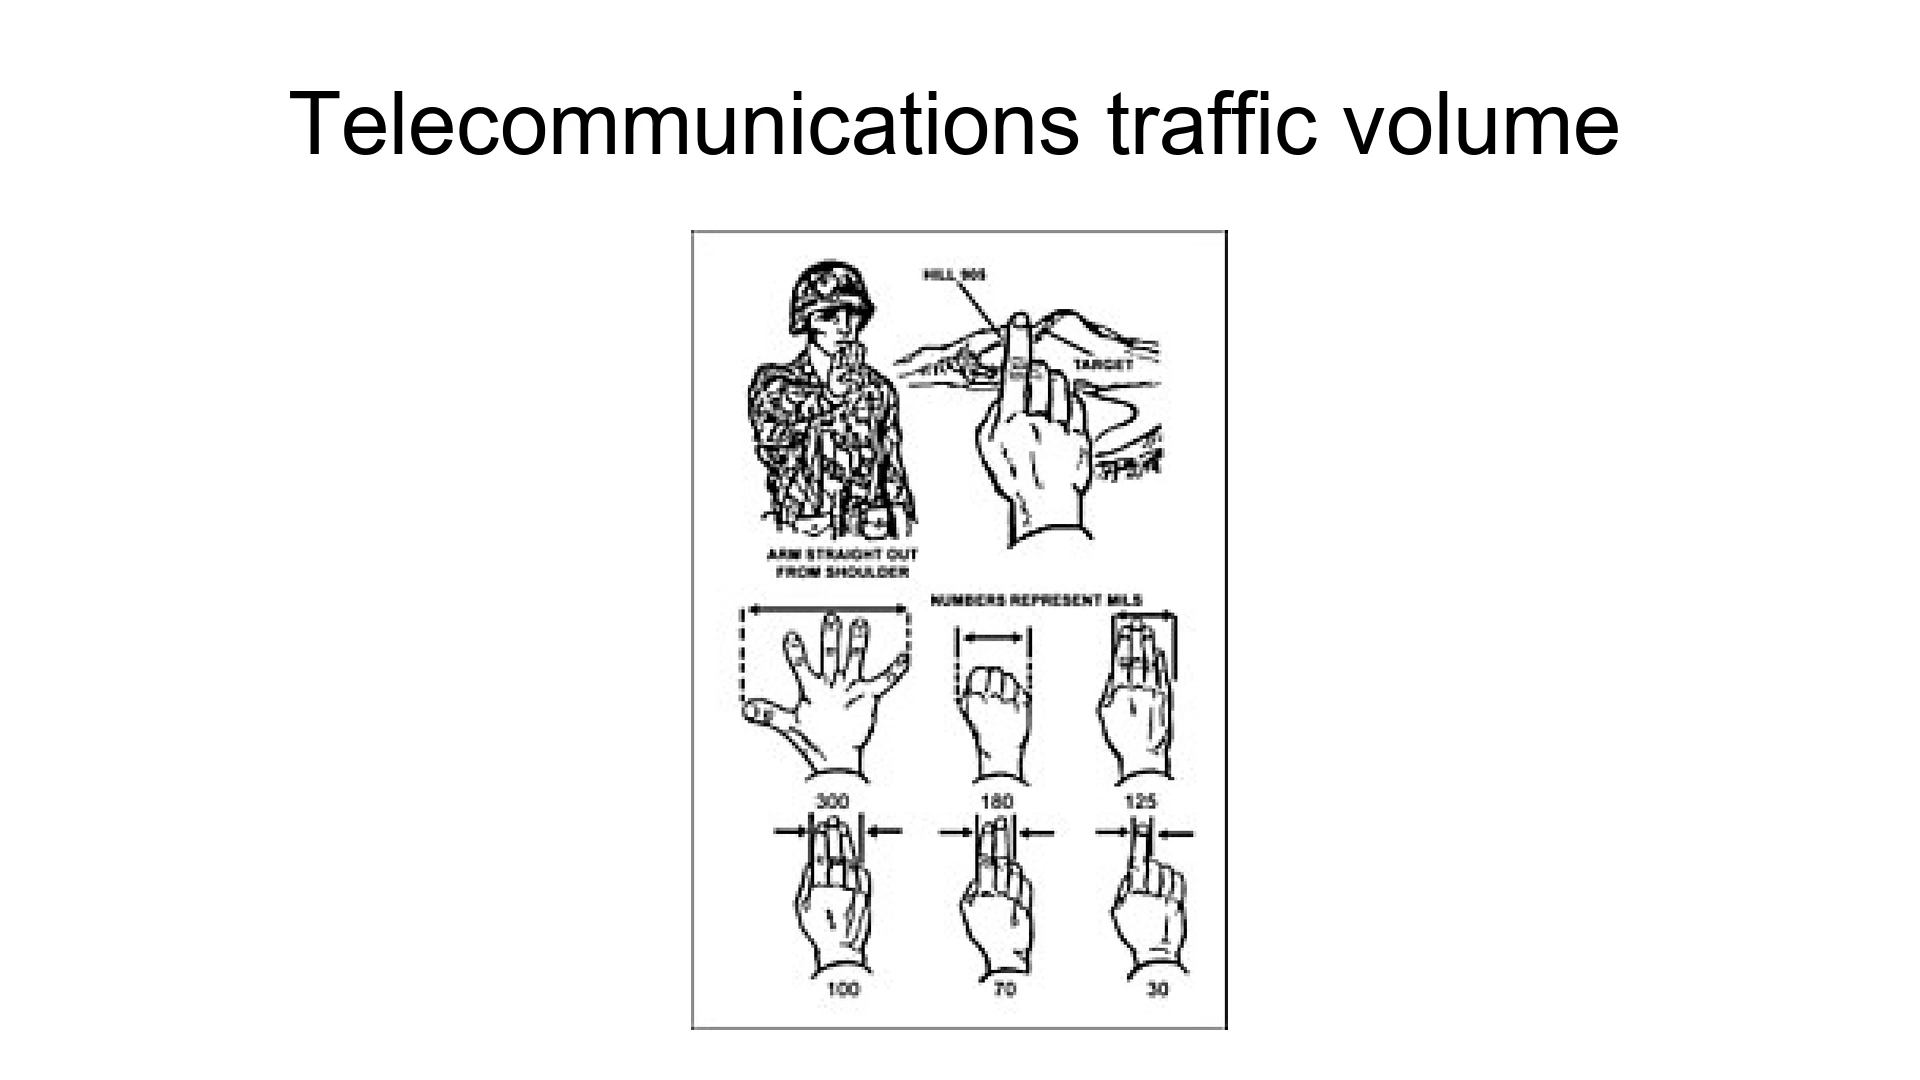 Telecommunications traffic volume
HILL 905
TARGET
ARM STRAIGHT OUT
FROM SHOULDER
NUMBERS REPRESENT MILS
300
180
125
100
70
30